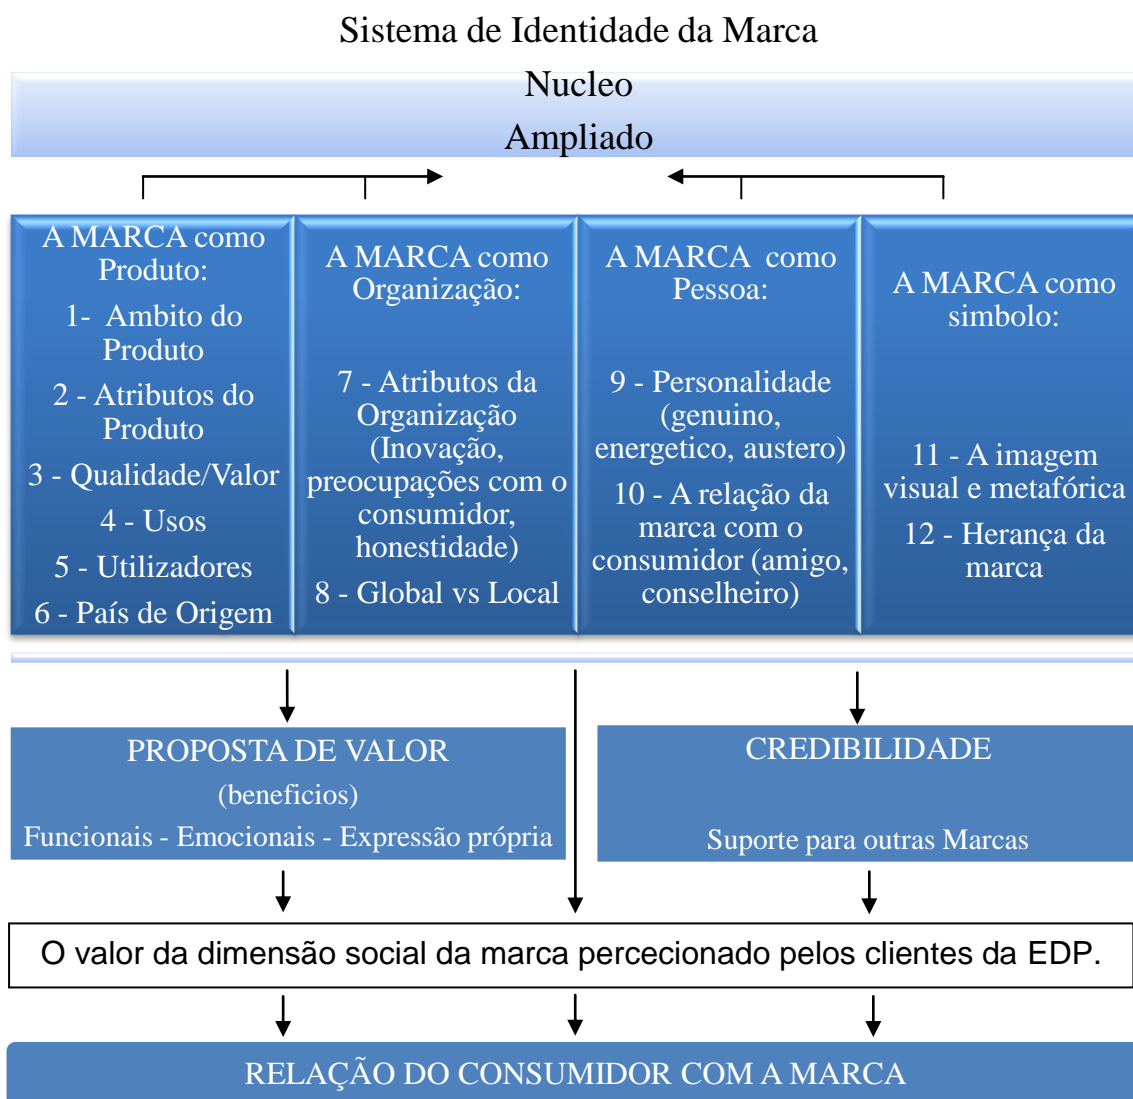 Sistema de Identidade da Marca
Nucleo
Ampliado
A MARCA como
Produto:
1- Ambito do
Produto
2 - Atributos do
Produto
3 - Qualidade/Valor
4 - Usos
5 - Utilizadores
6 - País de Origem
A MARCA como
Organização:
7 - Atributos da
Organização
(Inovação,
preocupações com o
consumidor,
honestidade)
8 - Global vs Local
A MARCA como
Pessoa:
9 - Personalidade
(genuino,
energetico, austero)
10 - A relação da
marca com o
consumidor (amigo,
conselheiro)
A MARCA como
simbolo:
11 - A imagem
visual e metafórica
12 - Herança da
marca
PROPOSTA DE VALOR
(beneficios)
Funcionais - Emocionais - Expressão própria
CREDIBILIDADE
Suporte para outras Marcas
O valor da dimensão social da marca percecionado pelos clientes da EDP.
RELAÇÃO DO CONSUMIDOR COM A MARCA